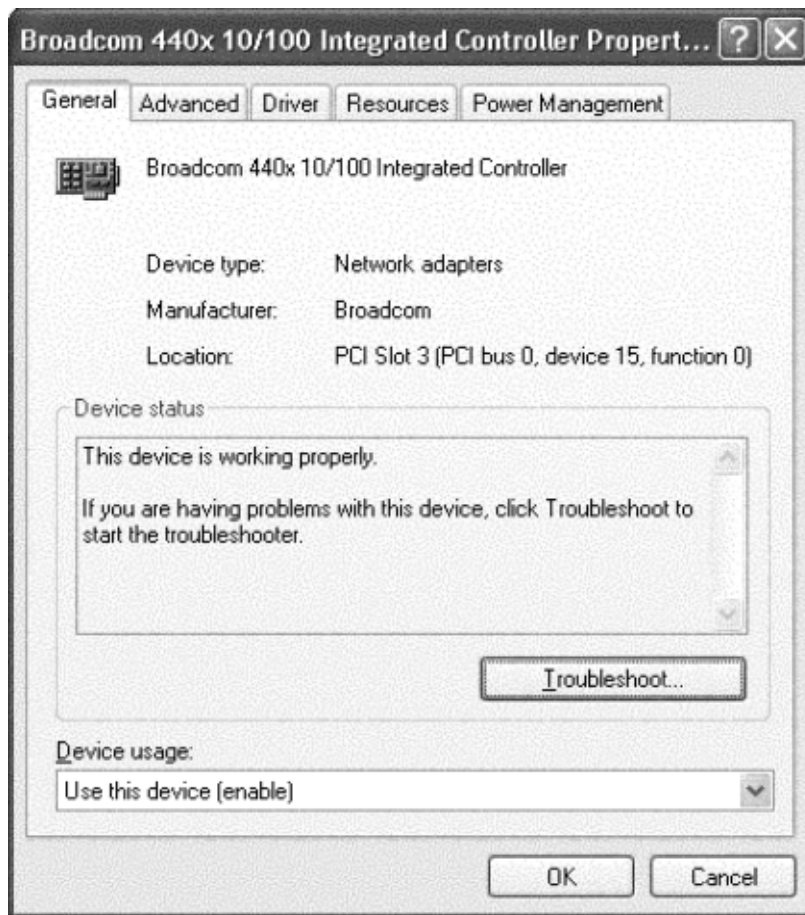 Broadcom 440x 10/100 Integrated Controller Propert... ? X
General Advanced Driver Resources Power Management
Broadcom 440x 10/100 Integrated Controller
Device type: Network adapters
Manufacturer: Broadcom
Location: PCI Slot 3 (PCI bus 0, device 15, function 0)
Device status
This device is working properly.
If you are having problems with this device, click Troubleshoot to
start the troubleshooter.
Troubleshoot...
Device usage:
Use this device (enable)
OK Cancel